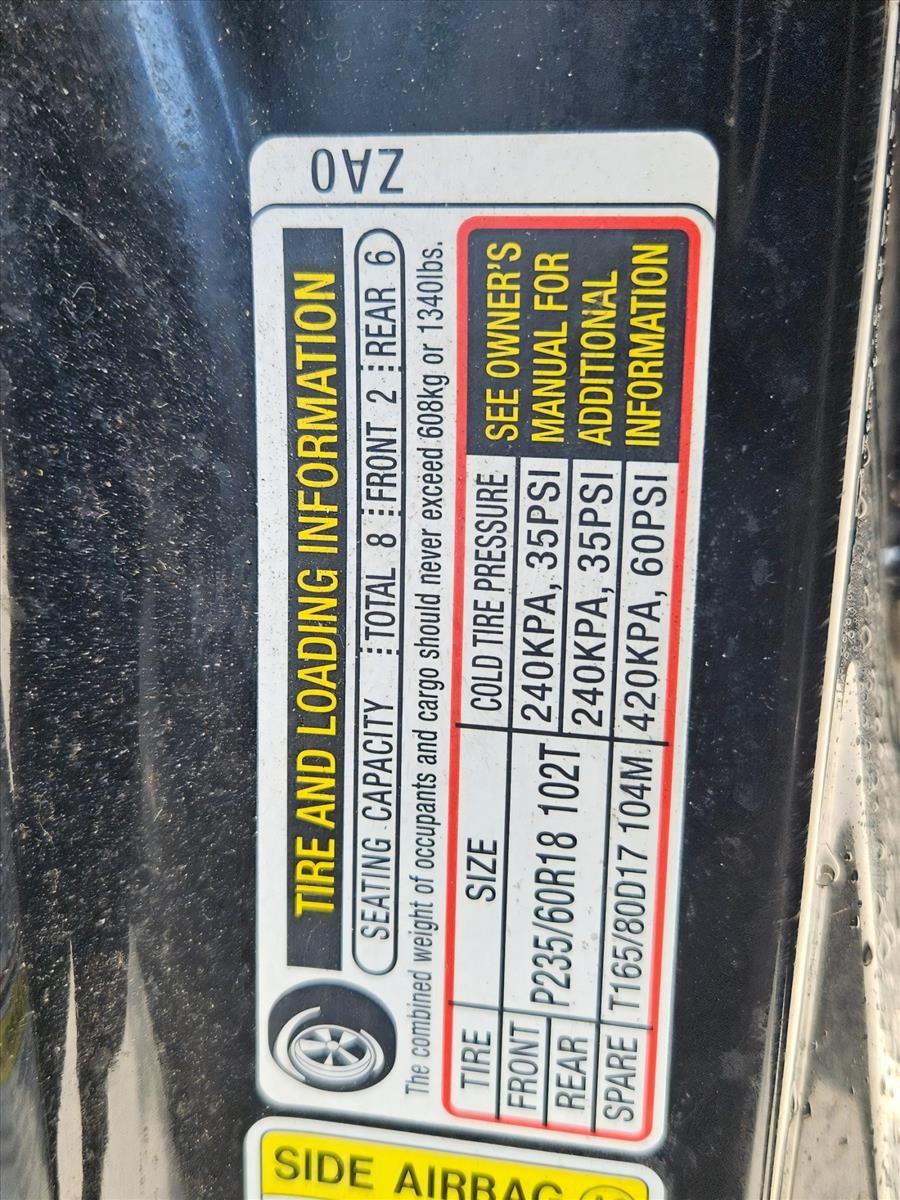 ZA0
TIRE AND LOADING INFORMATION
SEATING CAPACITY TOTAL 8 FRONT 2 REAR 6
The combined weight of occupants and cargo should never exceed 608kg or 1340lbs.
TIRE SIZE COLD TIRE PRESSURE
FRONT P235/60R18 102T 240KPA, 35PSI
REAR 240KPA, 35PSI
SPARE T165/80D17 104M 420KPA, 60PSI
SEE OWNER'S
MANUAL FOR
ADDITIONAL
INFORMATION
SIDE AIRBAG